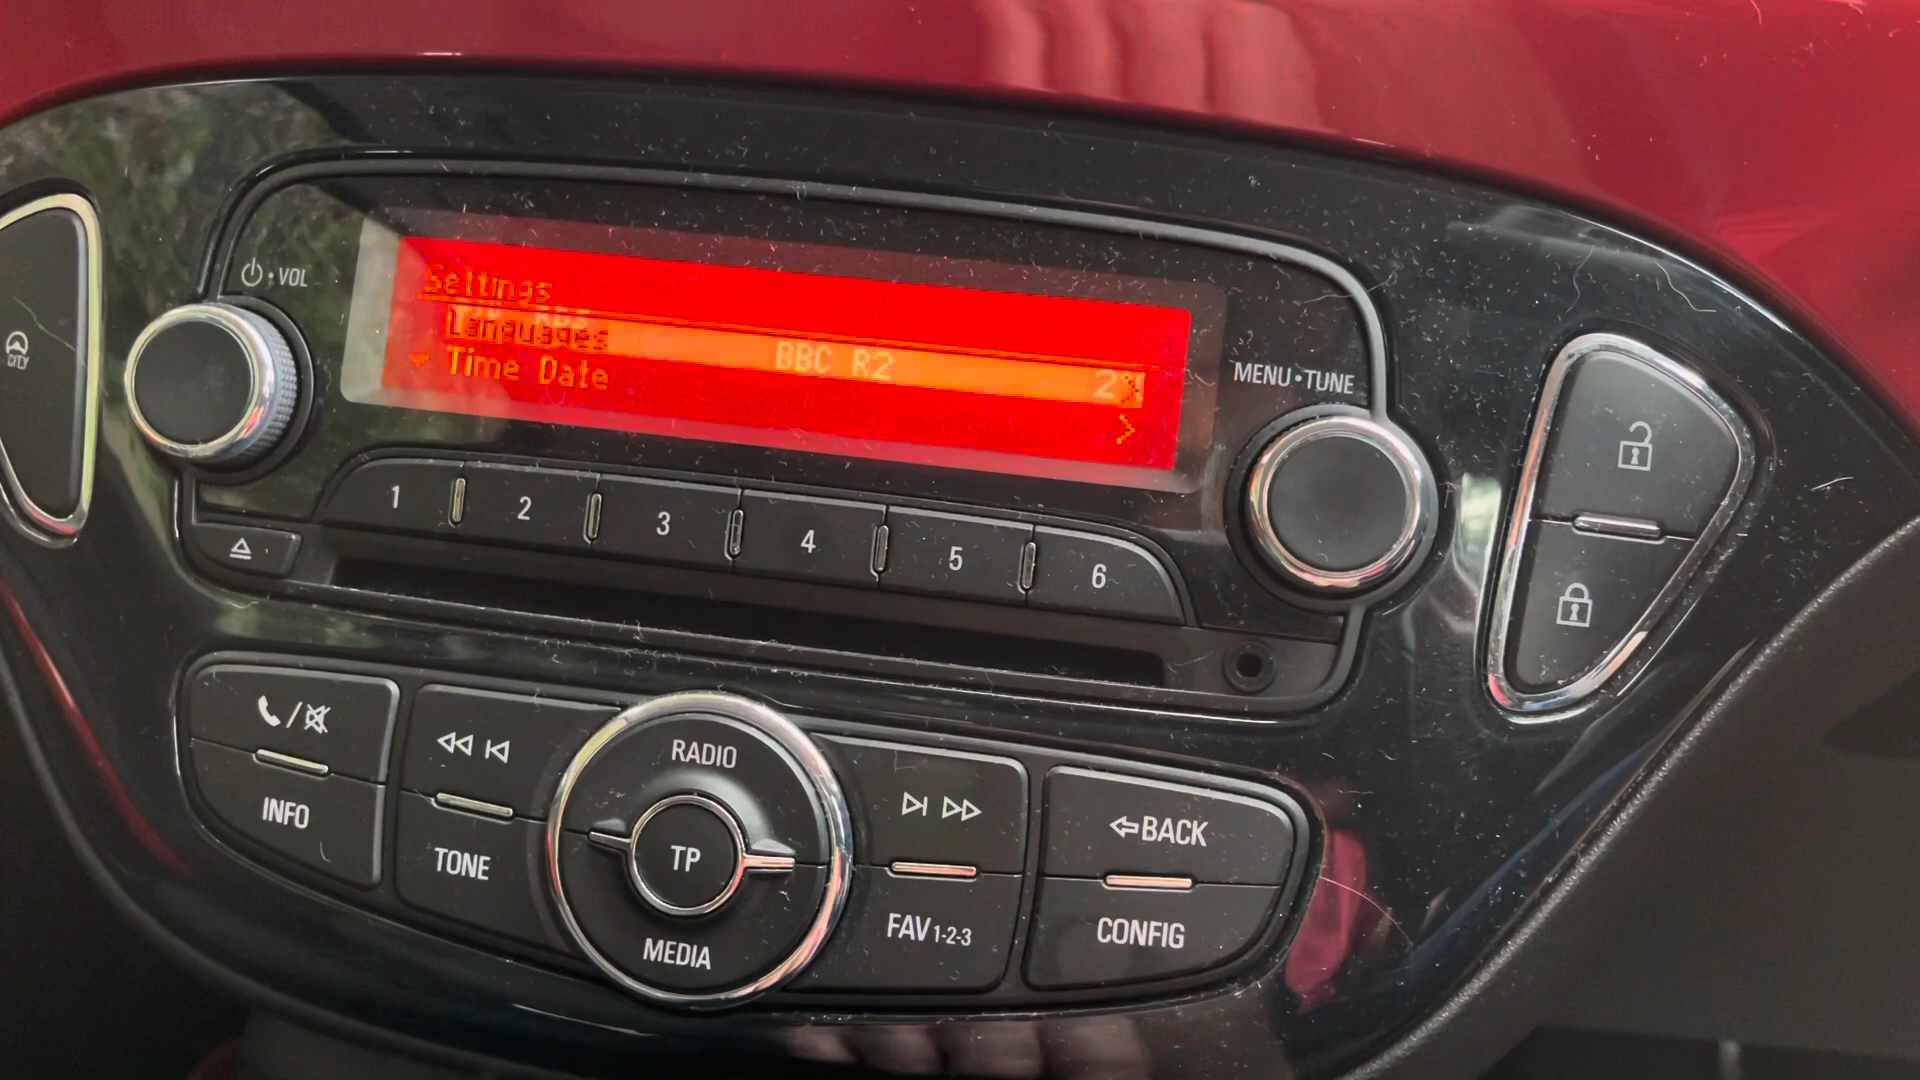 VOL
Settings
Languages
BBC R2
Time Date
MENU•TUNE
CITY
1 2 3 4 5 6
RADIO
INFO
TONE
TP
MEDIA
FAV 1-2-3
BACK
CONFIG